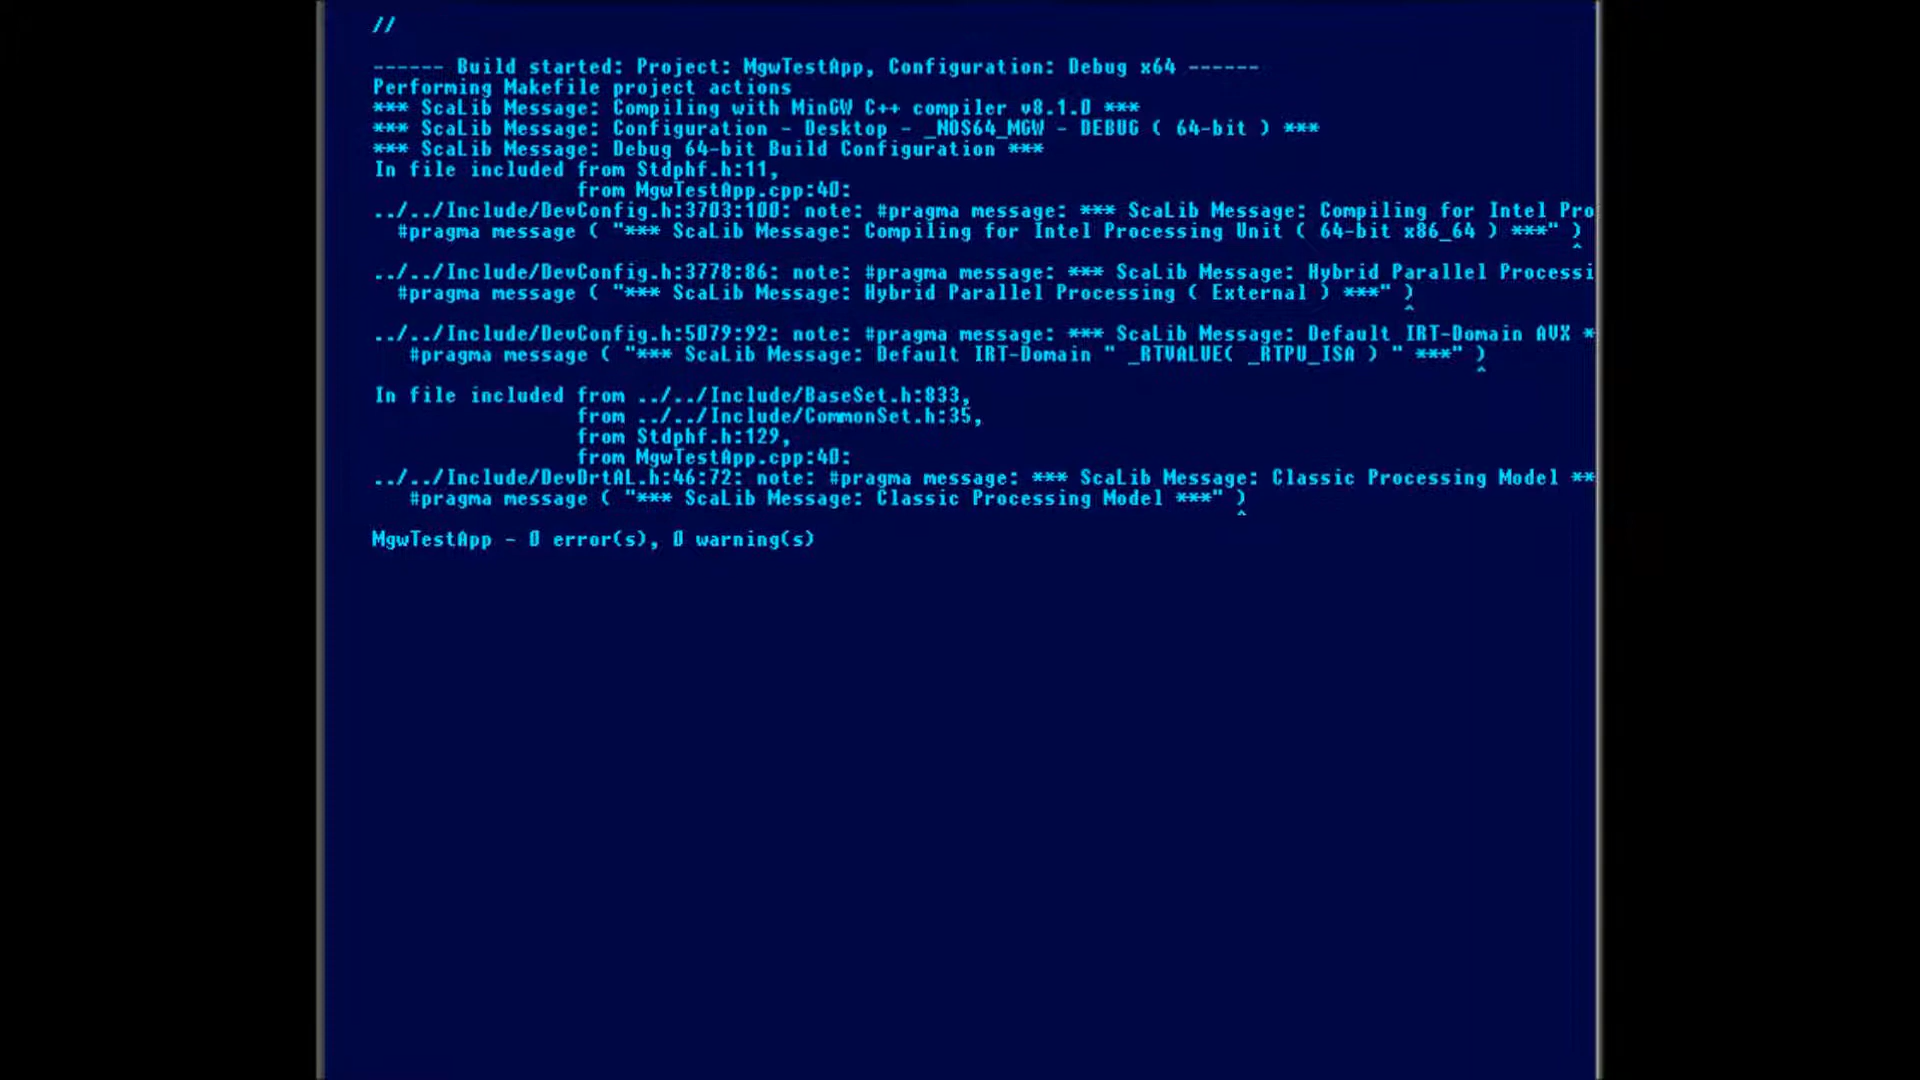 //
------ Build started: Project: MgwTestApp, Configuration: Debug x64 ------
Performing Makefile project actions
*** ScaLib Message: Compiling with MinGW C++ compiler v8.1.0 ***
*** ScaLib Message: Configuration - Desktop - _NOS64_MGW - DEBUG ( 64-bit ) ***
*** ScaLib Message: Debug 64-bit Build Configuration ***
In file included from Stdphf.h:11,
from MgwTestApp.cpp:40:
../../Include/DevConfig.h:3703:100: note: #pragma message: *** ScaLib Message: Compiling for Intel Pro
#pragma message ( "*** ScaLib Message: Compiling for Intel Processing Unit ( 64-bit x86_64 ) ***" )
^
../../Include/DevConfig.h:3778:86: note: #pragma message: *** ScaLib Message: Hybrid Parallel Processi
#pragma message ( "*** ScaLib Message: Hybrid Parallel Processing ( External ) ***" )
^
../../Include/DevConfig.h:5079:92: note: #pragma message: *** ScaLib Message: Default IRT-Domain AVX *
#pragma message ( "*** ScaLib Message: Default IRT-Domain " _RTVALUE( _RTPU_ISA ) " ***" )
^
In file included from ../../Include/BaseSet.h:833,
from ../../Include/CommonSet.h:35,
from Stdphf.h:129,
from MgwTestApp.cpp:40:
../../Include/DevDrtAL.h:46:72: note: #pragma message: *** ScaLib Message: Classic Processing Model **
#pragma message ( "*** ScaLib Message: Classic Processing Model ***" )
^
MgwTestApp - 0 error(s), 0 warning(s)